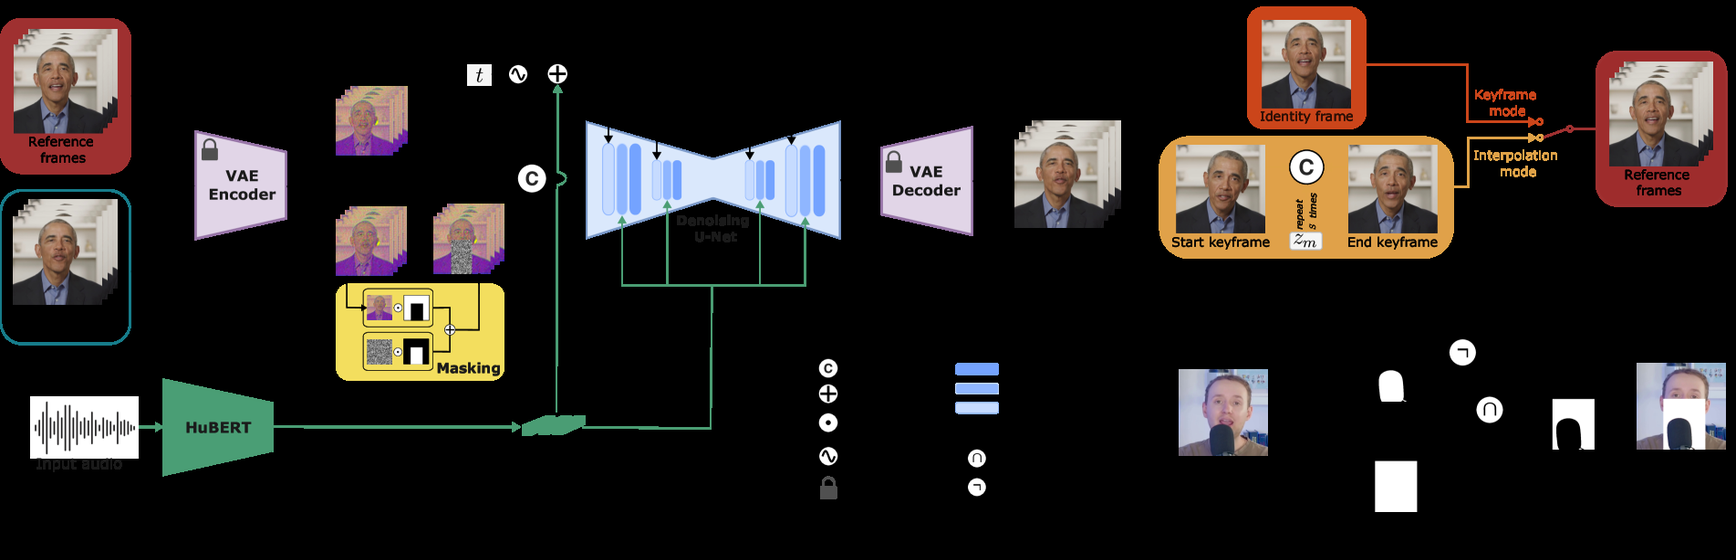 Reference
frames
VAE
Encoder
t
C
Denoising
U-Net
VAE
Decoder
Masking
Input audio
HuBERT
C
Identity frame
Keyframe
mode
Interpolation
mode
C
repeat
s times
z_m
Start keyframe
End keyframe
Reference
frames